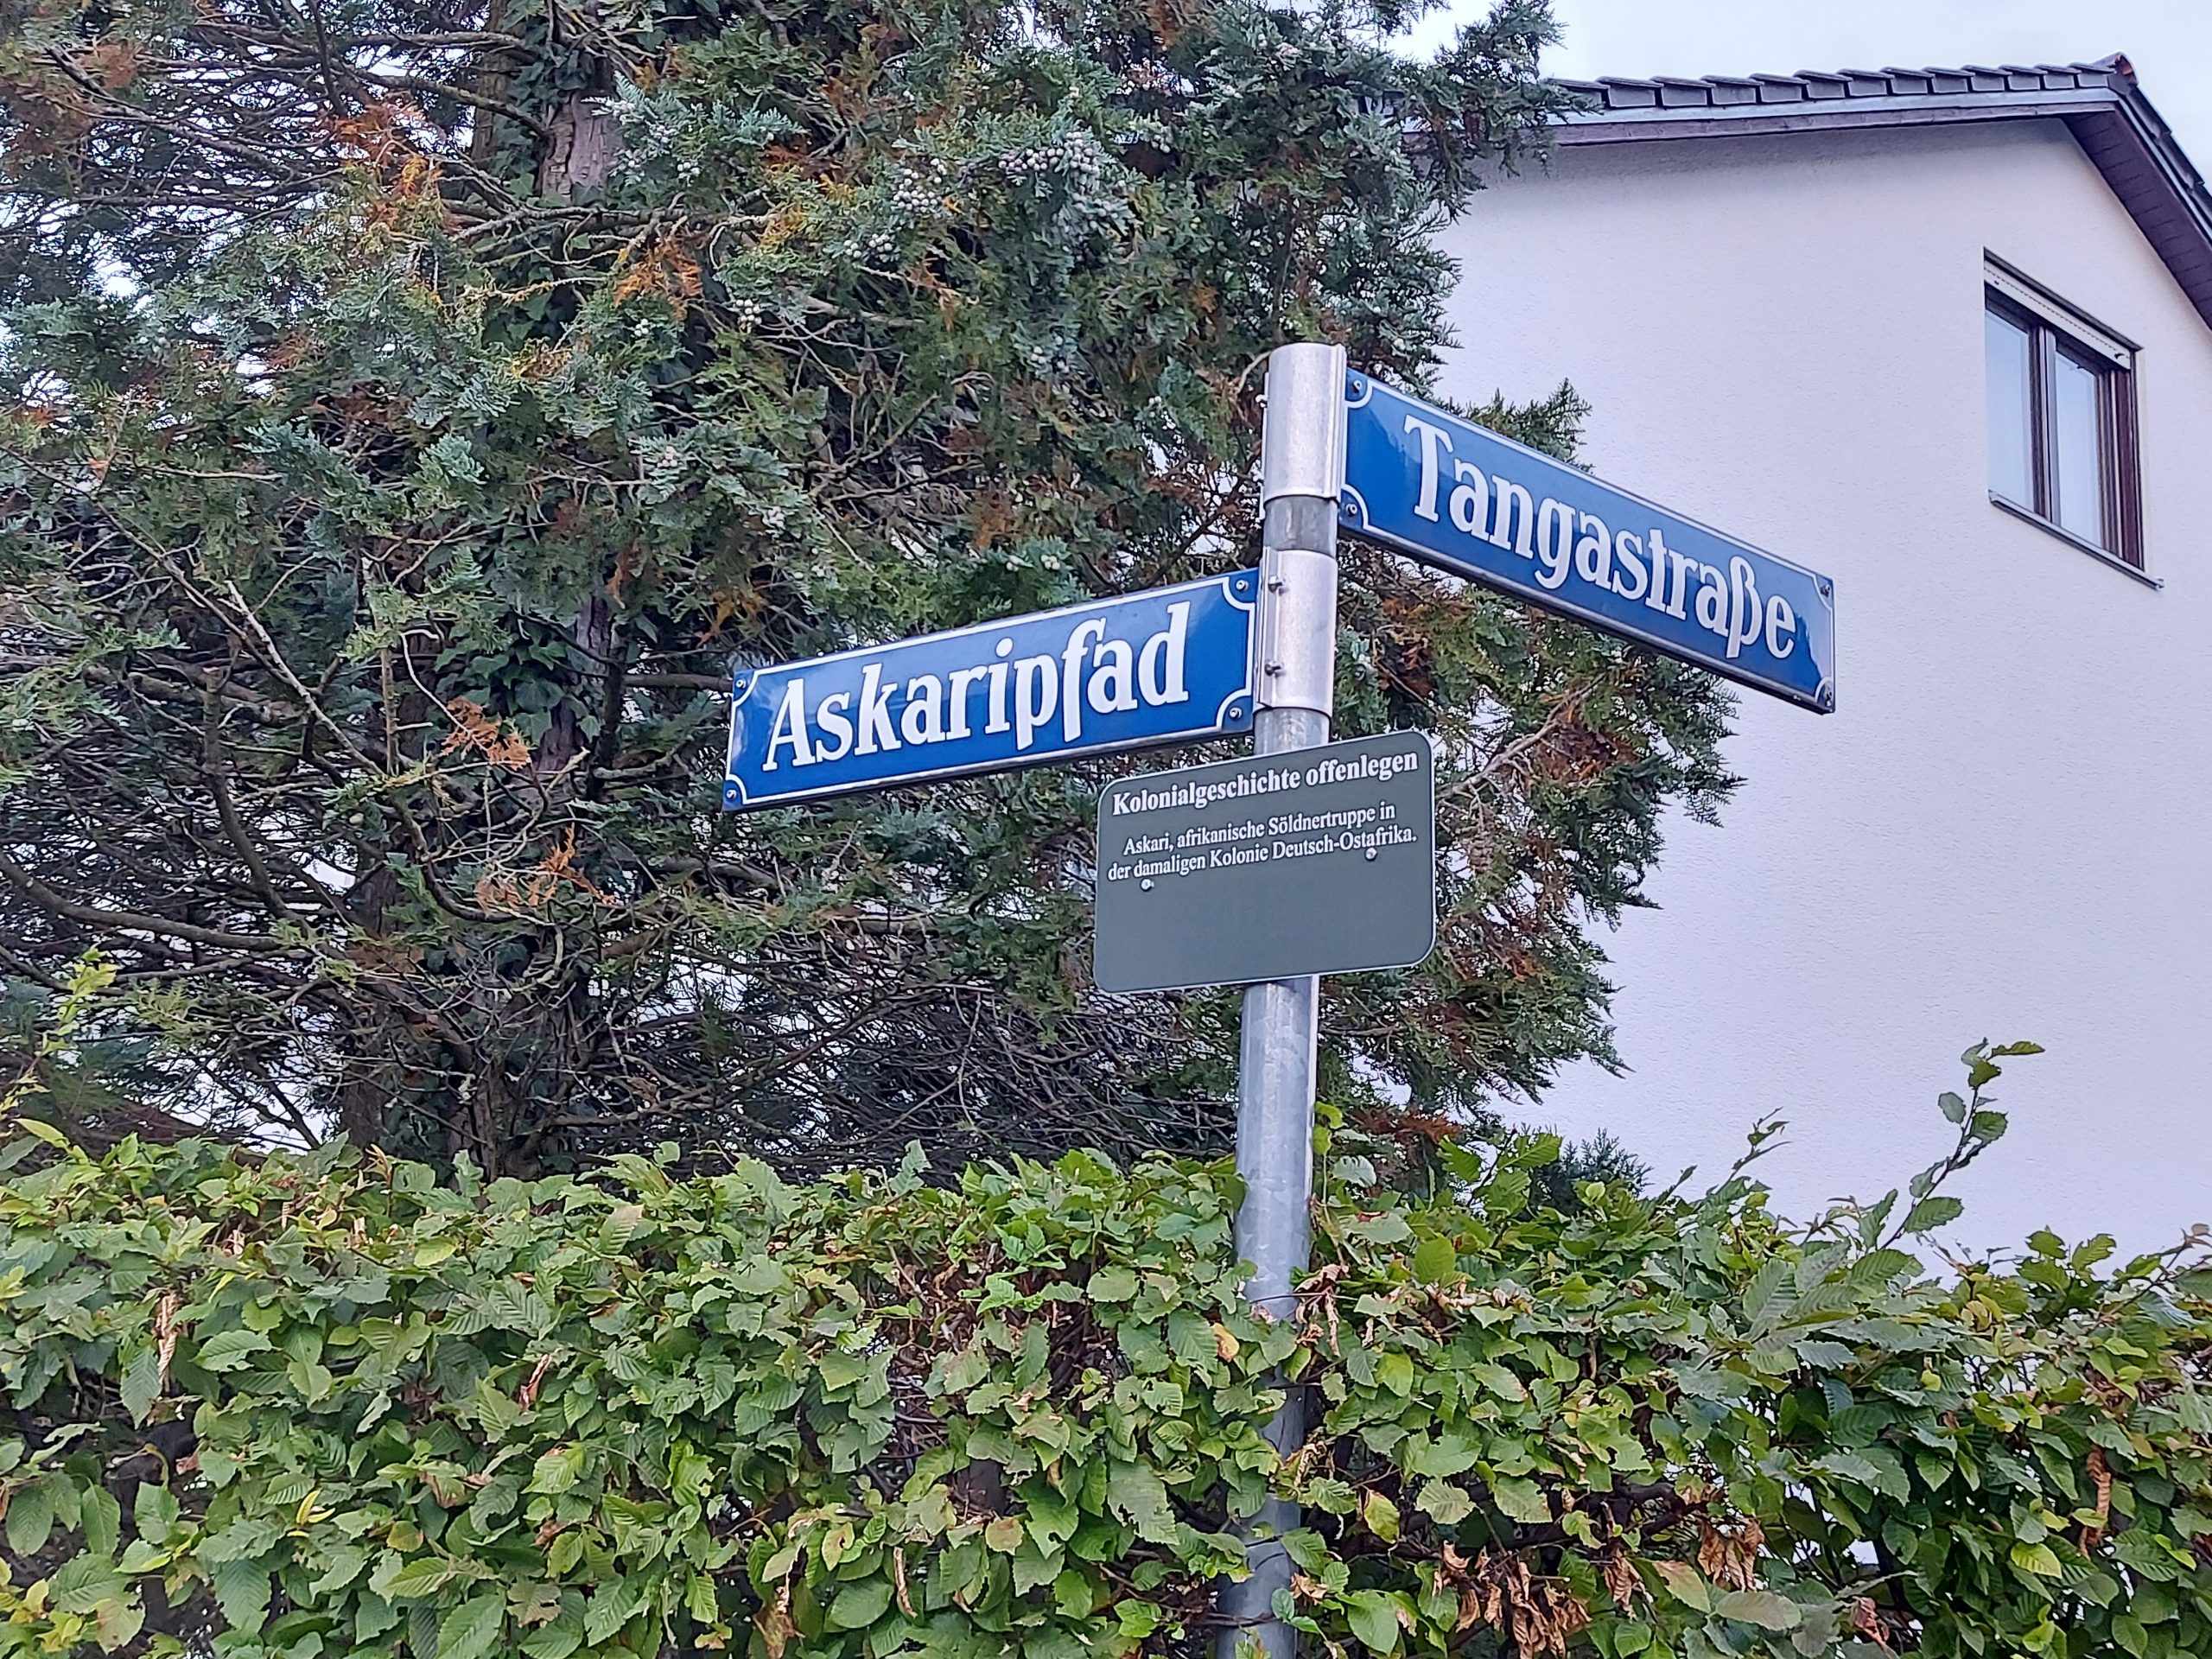 Tangastraße
Askaripfad
Kolonialgeschichte offenlegen
Askari, afrikanische Söldnertruppe in
der damaligen Kolonie Deutsch-Ostafrika.